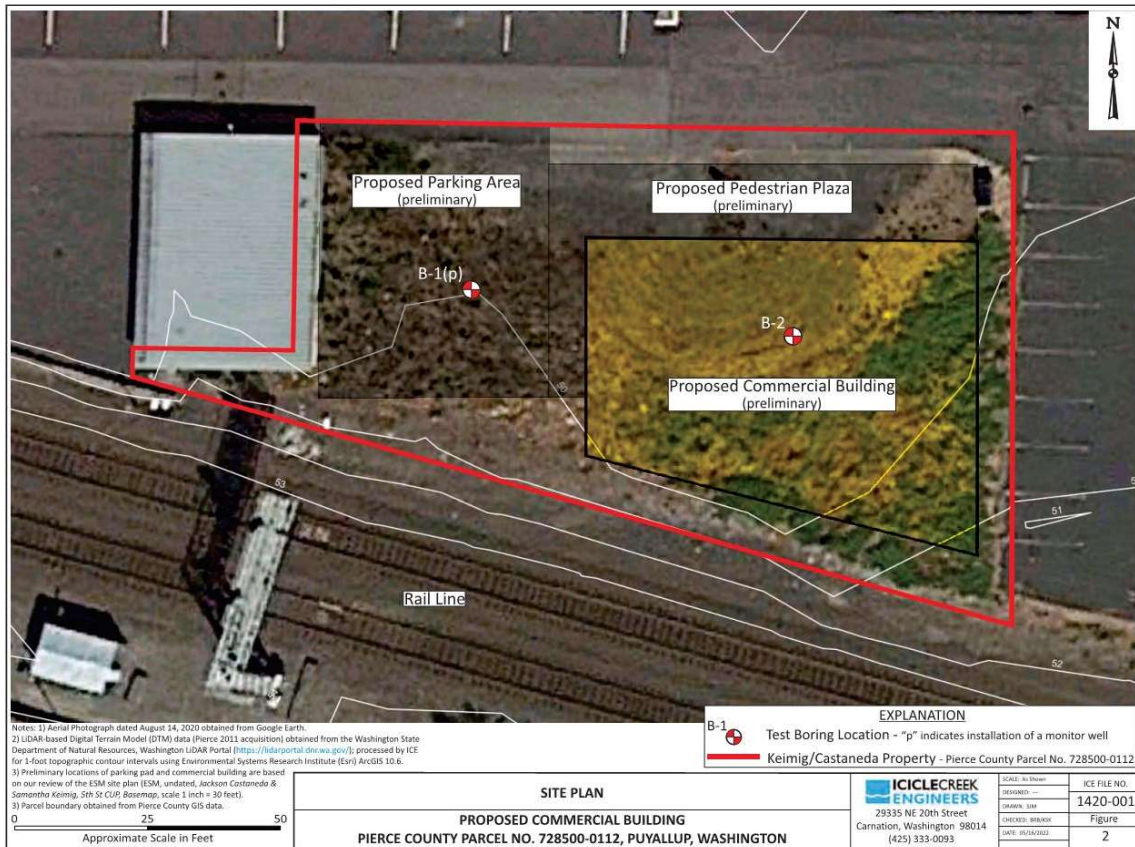 N
Proposed Parking Area
(preliminary)
Proposed Pedestrian Plaza
(preliminary)
B-1(p)
B-2
Proposed Commercial Building
(preliminary)
53
51
Rail Line
52
EXPLANATION
B-1
Test Boring Location - "p" indicates installation of a monitor well
Keimig/Castaneda Property - Pierce County Parcel No. 728500-0112
Notes: 1) Aerial Photograph dated August 14, 2020 obtained from Google Earth.
2) LiDAR-based Digital Terrain Model (DTM) data (Pierce 2011 acquisition) obtained from the Washington State
Department of Natural Resources, Washington LiDAR Portal (https://lidarportal.dnr.wa.gov/); processed by ICE
for 1-foot topographic contour intervals using Environmental Systems Research Institute (Esri) ArcGIS 10.6.
3) Preliminary locations of parking pad and commercial building are based
on our review of the ESM site plan (ESM, undated, Jackson Castaneda &
Samantha Keimig, 5th St CUP, Basemap, scale 1 inch = 30 feet).
3) Parcel boundary obtained from Pierce County GIS data.
0 25 50
Approximate Scale in Feet
SITE PLAN
PROPOSED COMMERCIAL BUILDING
PIERCE COUNTY PARCEL NO. 728500-0112, PUYALLUP, WASHINGTON
ICICLE CREEK
ENGINEERS
29335 NE 20th Street
Carnation, Washington 98014
(425) 333-0093
SCALE: As Shown
DESIGNED: ---
DRAWN: SJM
CHECKED: BRB/KSK
DATE: 05/16/2022
ICE FILE NO.
1420-001
Figure
2